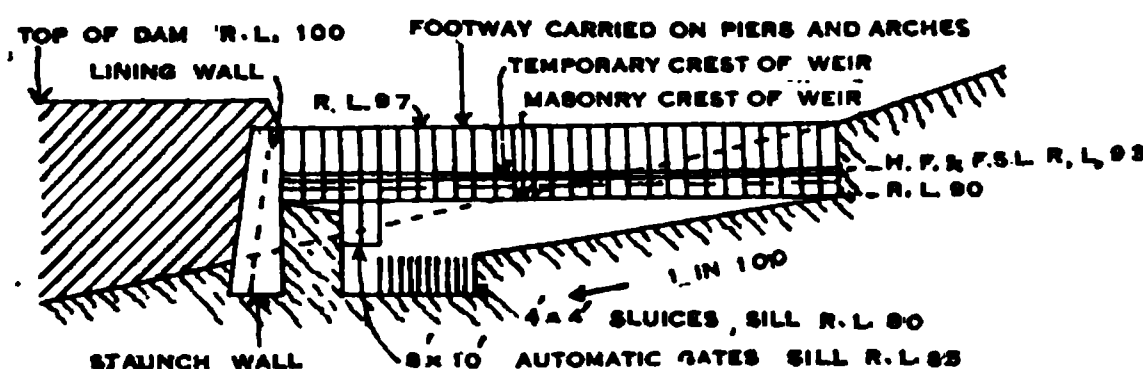 TOP OF DAM R.L. 100
FOOTWAY CARRIED ON PIERS AND ARCHES
LINING WALL
TEMPORARY CREST OF WEIR
R.L.97
MASONRY CREST OF WEIR
H.F. & F.S.L. R,L, 93
R.L.90
1 IN 100
4'x4' SLUICES, SILL R.L. 80
STAUNCH WALL
8'x10' AUTOMATIC GATES SILL R.L.85